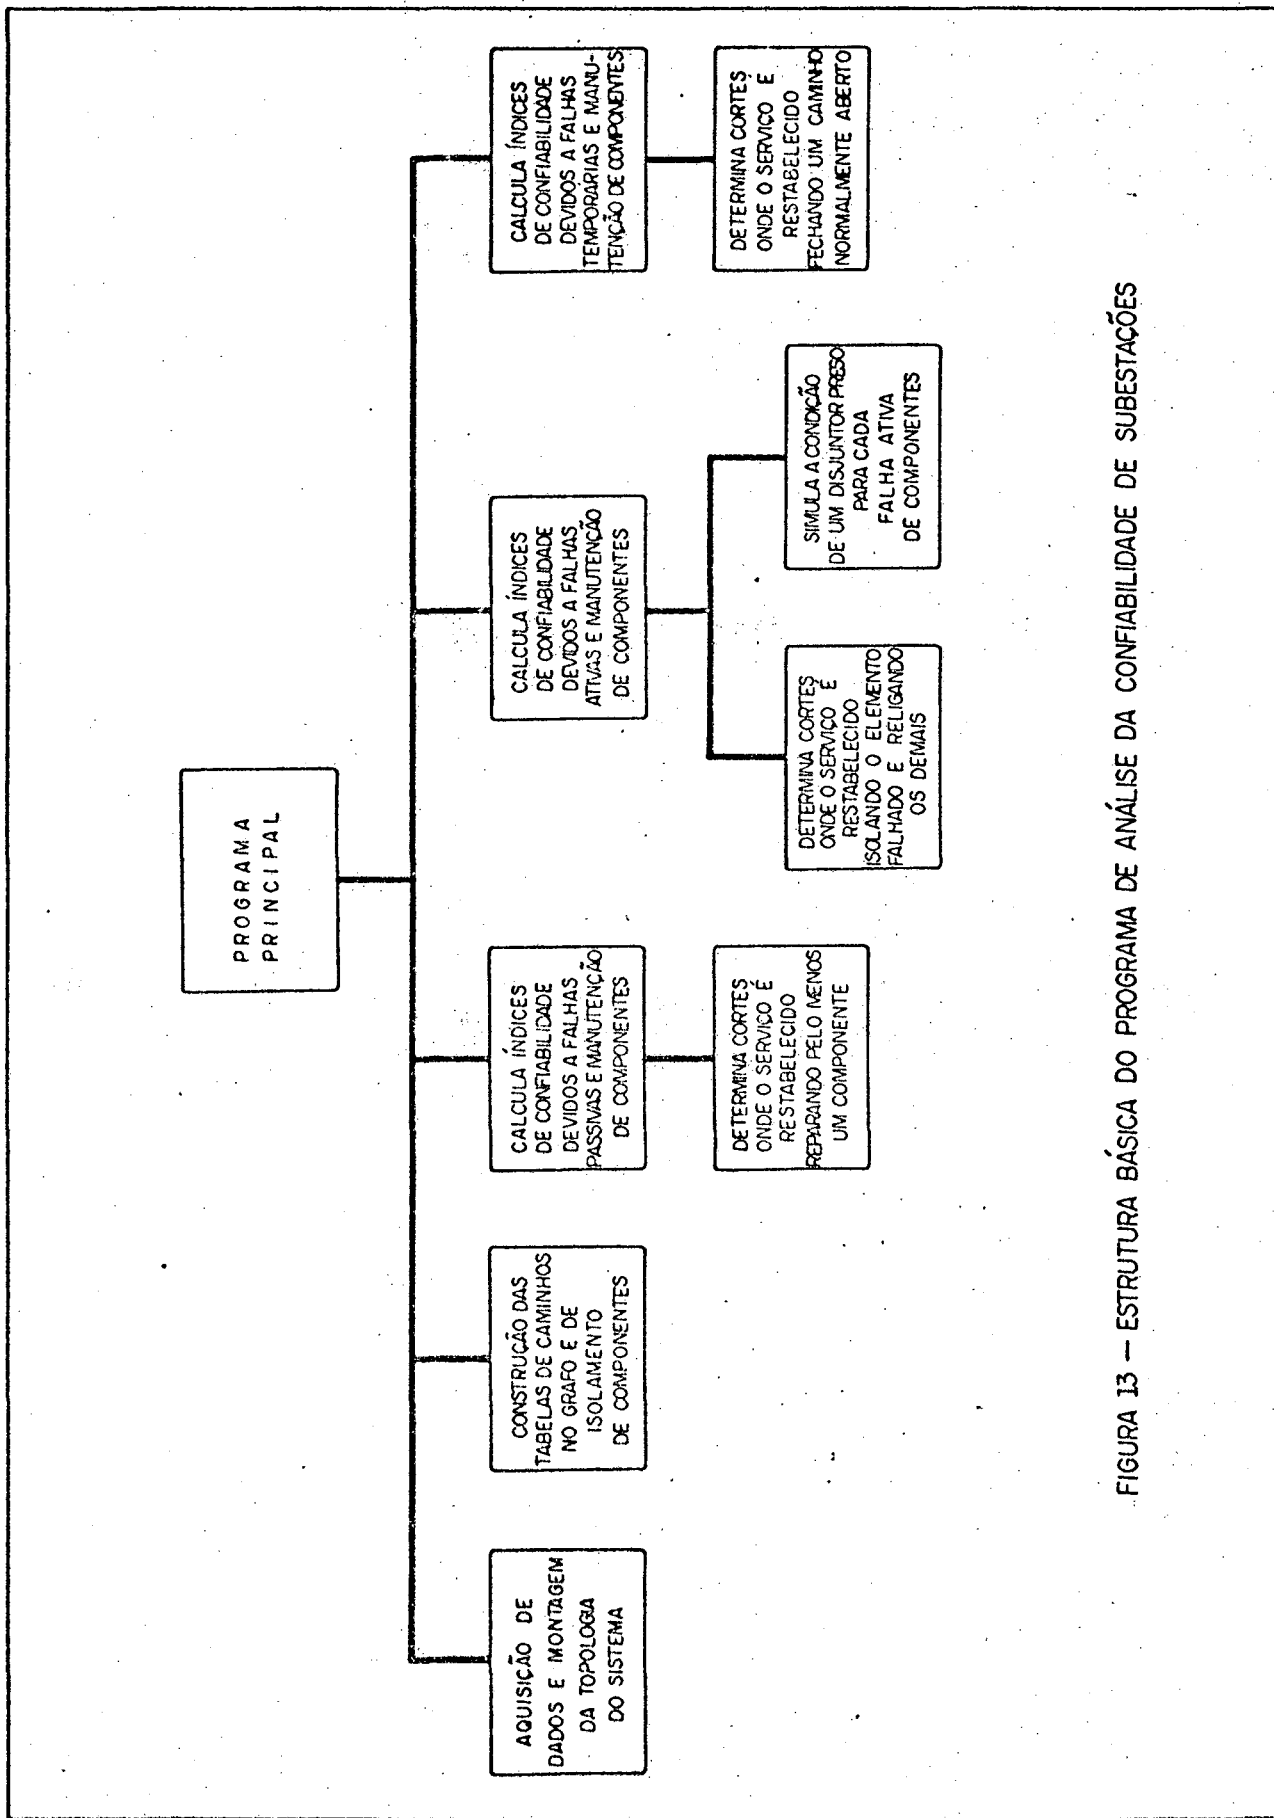 PROGRAMA
PRINCIPAL
AQUISIÇÃO DE
DADOS E MONTAGEM
DA TOPOLOGIA
DO SISTEMA
CONSTRUÇÃO DAS
TABELAS DE CAMINHOS
NO GRAFO E DE
ISOLAMENTO
DE COMPONENTES
CALCULA ÍNDICES
DE CONFIABILIDADE
DEVIDOS A FALHAS
PASSIVAS E MANUTENÇÃO
DE COMPONENTES
CALCULA ÍNDICES
DE CONFIABILIDADE
DEVIDOS A FALHAS
ATIVAS E MANUTENÇÃO
DE COMPONENTES
CALCULA ÍNDICES
DE CONFIABILIDADE
DEVIDOS A FALHAS
TEMPORÁRIAS E MANU-
TENÇÃO DE COMPONENTES
DETERMINA CORTES
ONDE O SERVIÇO É
RESTABELECIDO
REPARANDO PELO MENOS
UM COMPONENTE
DETERMINA CORTES
ONDE O SERVIÇO É
RESTABELECIDO
ISOLANDO O ELEMENTO
FALHADO E RELIGANDO
OS DEMAIS
SIMULA A CONDIÇÃO
DE UM DISJUNTOR PRESO
PARA CADA
FALHA ATIVA
DE COMPONENTES
DETERMINA CORTES
ONDE O SERVIÇO É
RESTABELECIDO
FECHANDO UM CAMINHO
NORMALMENTE ABERTO
FIGURA 13 — ESTRUTURA BÁSICA DO PROGRAMA DE ANÁLISE DA CONFIABILIDADE DE SUBESTAÇÕES